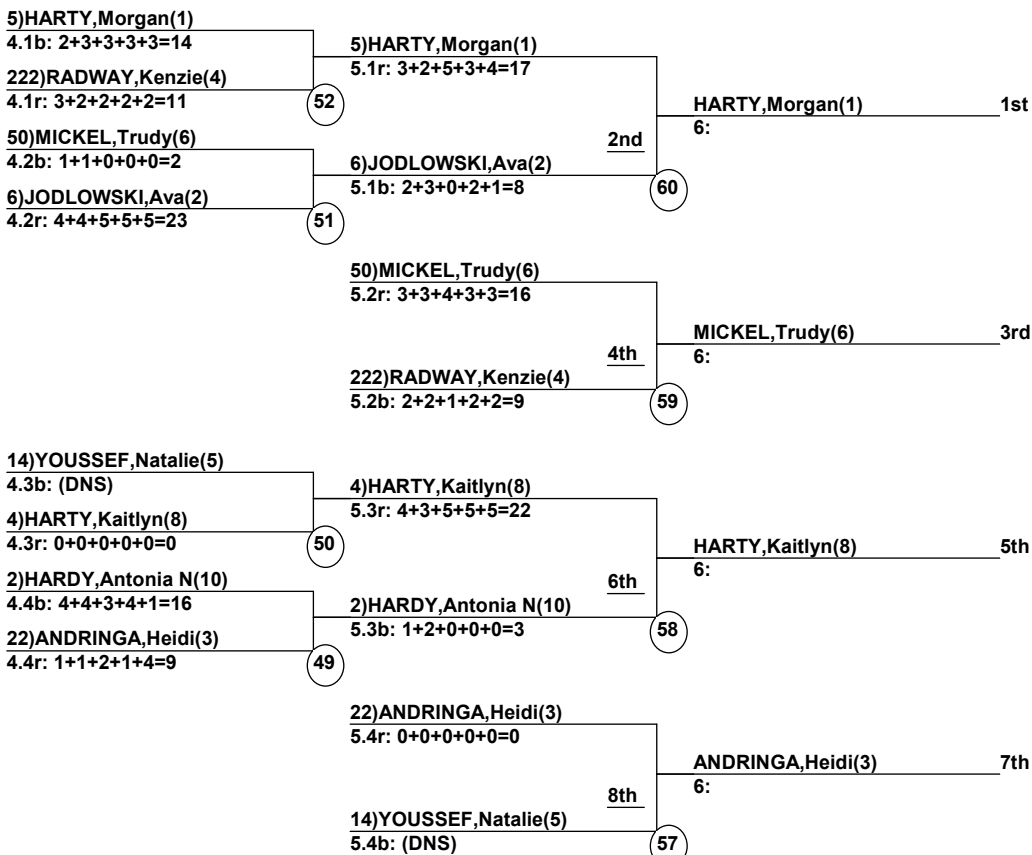 5)HARTY,Morgan(1)
4.1b: 2+3+3+3+3=14
222)RADWAY,Kenzie(4)
4.1r: 3+2+2+2+2=11
52
50)MICKEL,Trudy(6)
4.2b: 1+1+0+0+0=2
6)JODLOWSKI,Ava(2)
4.2r: 4+4+5+5+5=23
51
5)HARTY,Morgan(1)
5.1r: 3+2+5+3+4=17
6)JODLOWSKI,Ava(2)
5.1b: 2+3+0+2+1=8
2nd
60
HARTY,Morgan(1) 1st
6:
50)MICKEL,Trudy(6)
5.2r: 3+3+4+3+3=16
222)RADWAY,Kenzie(4)
5.2b: 2+2+1+2+2=9
4th
59
MICKEL,Trudy(6) 3rd
6:
14)YOUSSEF,Natalie(5)
4.3b: (DNS)
4)HARTY,Kaitlyn(8)
4.3r: 0+0+0+0+0=0
50
2)HARDY,Antonia N(10)
4.4b: 4+4+3+4+1=16
22)ANDRINGA,Heidi(3)
4.4r: 1+1+2+1+4=9
49
4)HARTY,Kaitlyn(8)
5.3r: 4+3+5+5+5=22
2)HARDY,Antonia N(10)
5.3b: 1+2+0+0+0=3
6th
58
HARTY,Kaitlyn(8) 5th
6:
22)ANDRINGA,Heidi(3)
5.4r: 0+0+0+0+0=0
14)YOUSSEF,Natalie(5)
5.4b: (DNS)
8th
57
ANDRINGA,Heidi(3) 7th
6: